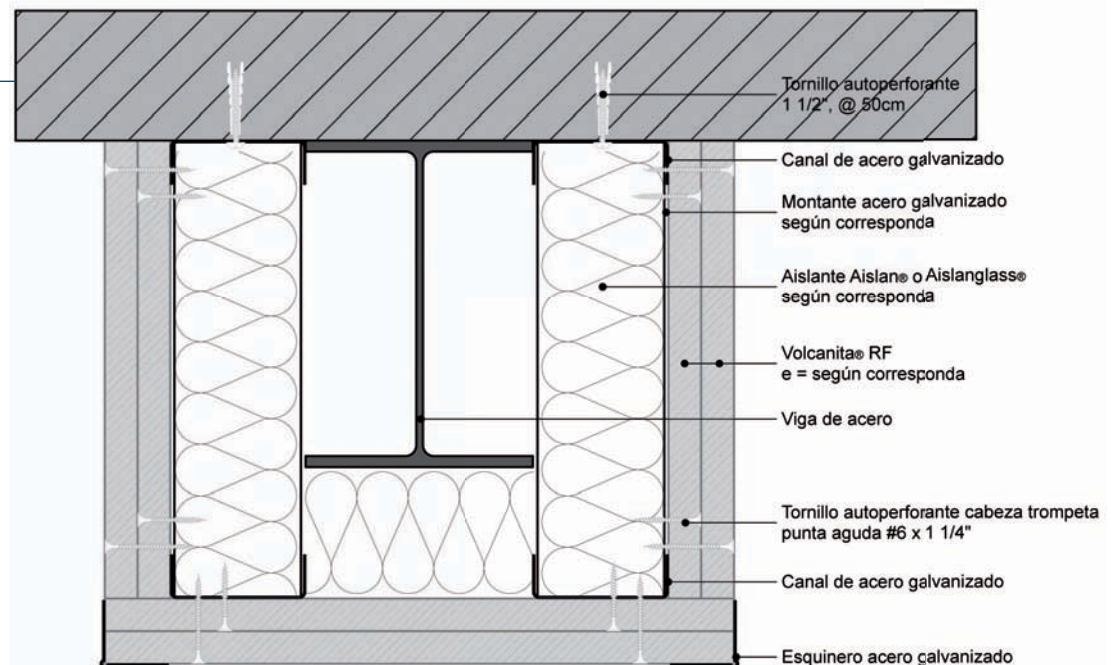 Tornillo autoperforante
1 1/2", @ 50cm
Canal de acero galvanizado
Montante acero galvanizado
según corresponda
Aislante Aislan® o Aislanglass®
según corresponda
Volcanita® RF
e = según corresponda
Viga de acero
Tornillo autoperforante cabeza trompeta
punta aguda #6 x 1 1/4"
Canal de acero galvanizado
Esquinero acero galvanizado